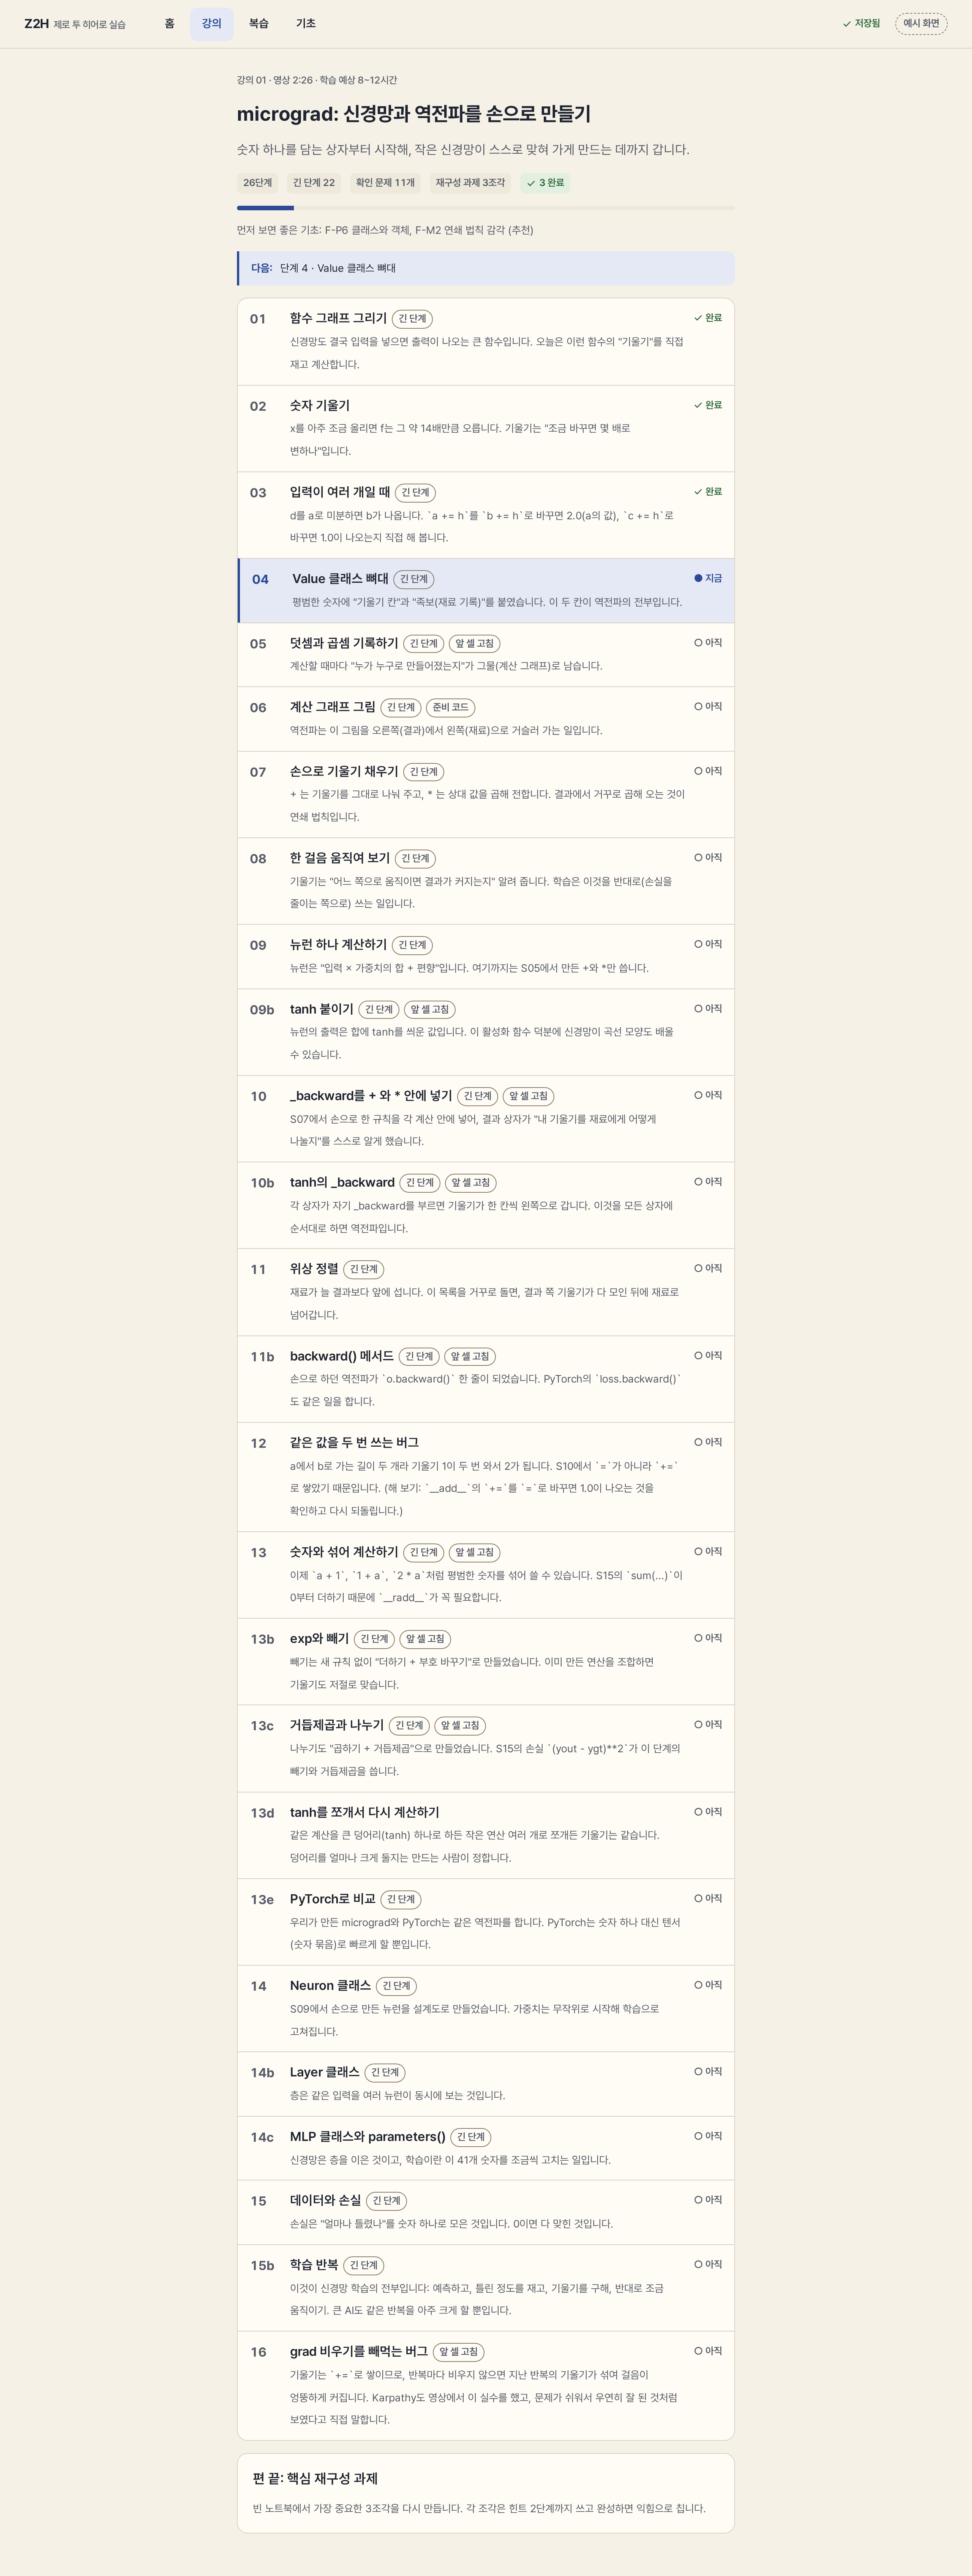 Z2H 제로 투 히어로 실습 홈 강의 복습 기초 ✓ 저장됨 예시 화면
강의 01 · 영상 2:26 · 학습 예상 8~12시간
micrograd: 신경망과 역전파를 손으로 만들기
숫자 하나를 담는 상자부터 시작해, 작은 신경망이 스스로 맞춰 가게 만드는 데까지 갑니다.
26단계 긴 단계 22 확인 문제 11개 재구성 과제 3조각 ✓ 3 완료
먼저 보면 좋은 기초: F-P6 클래스와 객체, F-M2 연쇄 법칙 감각 (추천)
다음: 단계 4 · Value 클래스 뼈대
01 함수 그래프 그리기 긴 단계 ✓ 완료
신경망도 결국 입력을 넣으면 출력이 나오는 큰 함수입니다. 오늘은 이런 함수의 "기울기"를 직접
재고 계산합니다.
02 숫자 기울기 ✓ 완료
x를 아주 조금 올리면 f는 그 약 14배만큼 오릅니다. 기울기는 "조금 바꾸면 몇 배로
변하나"입니다.
03 입력이 여러 개일 때 긴 단계 ✓ 완료
d를 a로 미분하면 b가 나옵니다. `a += h`를 `b += h`로 바꾸면 2.0(a의 값), `c += h`로
바꾸면 1.0이 나오는지 직접 해 봅니다.
04 Value 클래스 뼈대 긴 단계 ● 지금
평범한 숫자에 "기울기 칸"과 "족보(재료 기록)"를 붙였습니다. 이 두 칸이 역전파의 전부입니다.
05 덧셈과 곱셈 기록하기 긴 단계 앞 셀 고침 ○ 아직
계산할 때마다 "누가 누구로 만들어졌는지"가 그물(계산 그래프)로 남습니다.
06 계산 그래프 그림 긴 단계 준비 코드 ○ 아직
역전파는 이 그림을 오른쪽(결과)에서 왼쪽(재료)으로 거슬러 가는 일입니다.
07 손으로 기울기 채우기 긴 단계 ○ 아직
+ 는 기울기를 그대로 나눠 주고, * 는 상대 값을 곱해 전합니다. 결과에서 거꾸로 곱해 오는 것이
연쇄 법칙입니다.
08 한 걸음 움직여 보기 긴 단계 ○ 아직
기울기는 "어느 쪽으로 움직이면 결과가 커지는지" 알려 줍니다. 학습은 이것을 반대로(손실을
줄이는 쪽으로) 쓰는 일입니다.
09 뉴런 하나 계산하기 긴 단계 ○ 아직
뉴런은 "입력 × 가중치의 합 + 편향"입니다. 여기까지는 S05에서 만든 +와 *만 씁니다.
09b tanh 붙이기 긴 단계 앞 셀 고침 ○ 아직
뉴런의 출력은 합에 tanh를 씌운 값입니다. 이 활성화 함수 덕분에 신경망이 곡선 모양도 배울
수 있습니다.
10 _backward를 + 와 * 안에 넣기 긴 단계 앞 셀 고침 ○ 아직
S07에서 손으로 한 규칙을 각 계산 안에 넣어, 결과 상자가 "내 기울기를 재료에게 어떻게
나눌지"를 스스로 알게 했습니다.
10b tanh의 _backward 긴 단계 앞 셀 고침 ○ 아직
각 상자가 자기 _backward를 부르면 기울기가 한 칸씩 왼쪽으로 갑니다. 이것을 모든 상자에
순서대로 하면 역전파입니다.
11 위상 정렬 긴 단계 ○ 아직
재료가 늘 결과보다 앞에 섭니다. 이 목록을 거꾸로 돌면, 결과 쪽 기울기가 다 모인 뒤에 재료로
넘어갑니다.
11b backward() 메서드 긴 단계 앞 셀 고침 ○ 아직
손으로 하던 역전파가 `o.backward()` 한 줄이 되었습니다. PyTorch의 `loss.backward()`
도 같은 일을 합니다.
12 같은 값을 두 번 쓰는 버그 ○ 아직
a에서 b로 가는 길이 두 개라 기울기 1이 두 번 와서 2가 됩니다. S10에서 `=`가 아니라 `+=`
로 쌓았기 때문입니다. (해 보기: `__add__`의 `+=`를 `=`로 바꾸면 1.0이 나오는 것을
확인하고 다시 되돌립니다.)
13 숫자와 섞어 계산하기 긴 단계 앞 셀 고침 ○ 아직
이제 `a + 1`, `1 + a`, `2 * a`처럼 평범한 숫자를 섞어 쓸 수 있습니다. S15의 `sum(...)`이
0부터 더하기 때문에 `__radd__`가 꼭 필요합니다.
13b exp와 빼기 긴 단계 앞 셀 고침 ○ 아직
빼기는 새 규칙 없이 "더하기 + 부호 바꾸기"로 만들었습니다. 이미 만든 연산을 조합하면
기울기도 저절로 맞습니다.
13c 거듭제곱과 나누기 긴 단계 앞 셀 고침 ○ 아직
나누기도 "곱하기 + 거듭제곱"으로 만들었습니다. S15의 손실 `(yout - ygt)**2`가 이 단계의
빼기와 거듭제곱을 씁니다.
13d tanh를 쪼개서 다시 계산하기 ○ 아직
같은 계산을 큰 덩어리(tanh) 하나로 하든 작은 연산 여러 개로 쪼개든 기울기는 같습니다.
덩어리를 얼마나 크게 둘지는 만드는 사람이 정합니다.
13e PyTorch로 비교 긴 단계 ○ 아직
우리가 만든 micrograd와 PyTorch는 같은 역전파를 합니다. PyTorch는 숫자 하나 대신 텐서
(숫자 묶음)로 빠르게 할 뿐입니다.
14 Neuron 클래스 긴 단계 ○ 아직
S09에서 손으로 만든 뉴런을 설계도로 만들었습니다. 가중치는 무작위로 시작해 학습으로
고쳐집니다.
14b Layer 클래스 긴 단계 ○ 아직
층은 같은 입력을 여러 뉴런이 동시에 보는 것입니다.
14c MLP 클래스와 parameters() 긴 단계 ○ 아직
신경망은 층을 이은 것이고, 학습이란 이 41개 숫자를 조금씩 고치는 일입니다.
15 데이터와 손실 긴 단계 ○ 아직
손실은 "얼마나 틀렸나"를 숫자 하나로 모은 것입니다. 0이면 다 맞힌 것입니다.
15b 학습 반복 긴 단계 ○ 아직
이것이 신경망 학습의 전부입니다: 예측하고, 틀린 정도를 재고, 기울기를 구해, 반대로 조금
움직이기. 큰 AI도 같은 반복을 아주 크게 할 뿐입니다.
16 grad 비우기를 빼먹는 버그 앞 셀 고침 ○ 아직
기울기는 `+=`로 쌓이므로, 반복마다 비우지 않으면 지난 반복의 기울기가 섞여 걸음이
엉뚱하게 커집니다. Karpathy도 영상에서 이 실수를 했고, 문제가 쉬워서 우연히 잘 된 것처럼
보였다고 직접 말합니다.
편 끝: 핵심 재구성 과제
빈 노트북에서 가장 중요한 3조각을 다시 만듭니다. 각 조각은 힌트 2단계까지 쓰고 완성하면 익힘으로 칩니다.